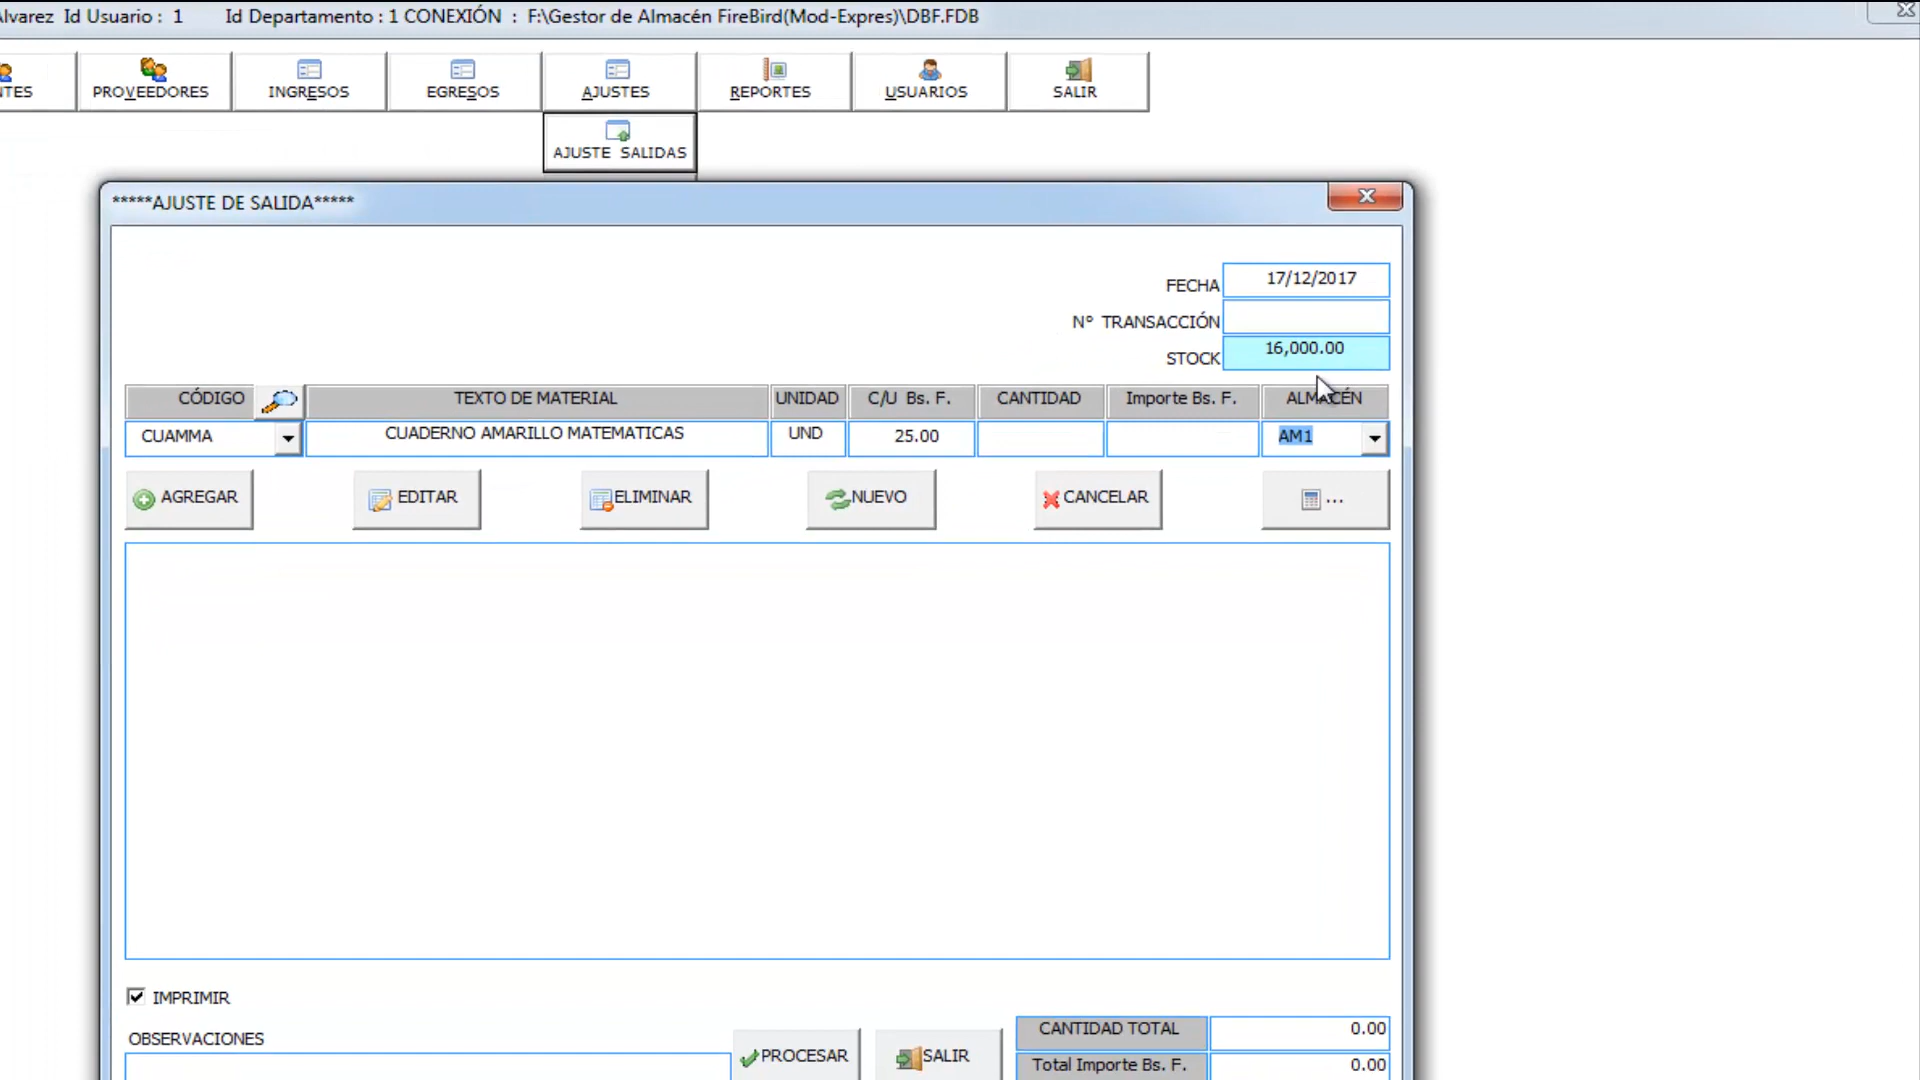 lvarez Id Usuario : 1 Id Departamento : 1 CONEXIÓN : F:\Gestor de Almacén FireBird(Mod-Expres)\DBF.FDB
NTES PROVEEDORES INGRESOS EGRESOS AJUSTES REPORTES USUARIOS SALIR
AJUSTE SALIDAS
*****AJUSTE DE SALIDA*****
FECHA 17/12/2017
N° TRANSACCIÓN
STOCK 16,000.00
CÓDIGO TEXTO DE MATERIAL UNIDAD C/U Bs. F. CANTIDAD Importe Bs. F. ALMACÉN
CUAMMA CUADERNO AMARILLO MATEMATICAS UND 25.00 AM1
AGREGAR EDITAR ELIMINAR NUEVO CANCELAR ...
IMPRIMIR
OBSERVACIONES
PROCESAR SALIR
CANTIDAD TOTAL 0.00
Total Importe Bs. F. 0.00